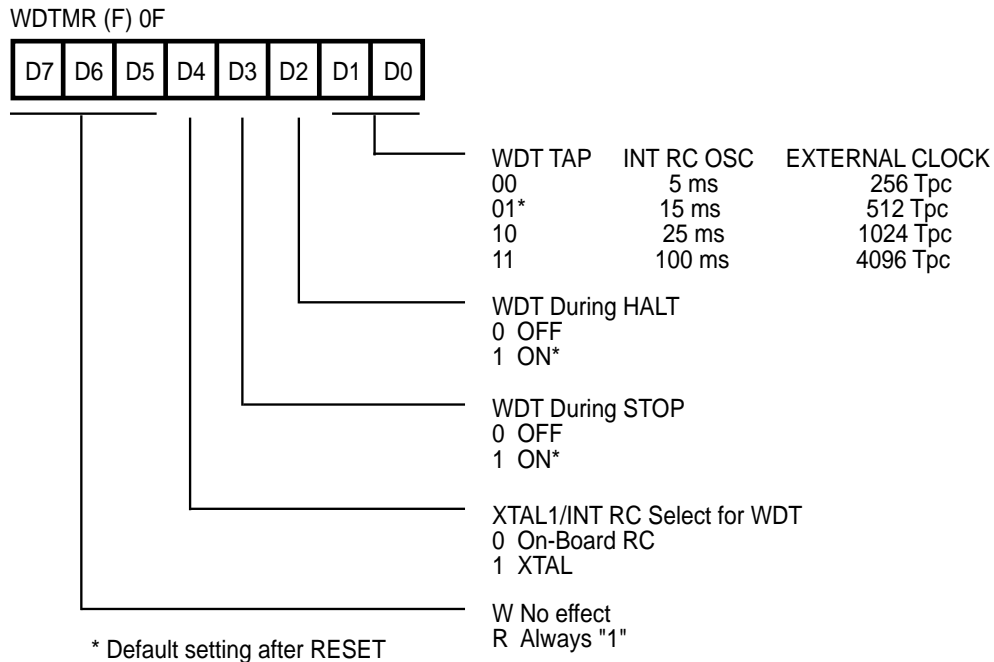 WDTMR (F) 0F
D7 D6 D5 D4 D3 D2 D1 D0
WDT TAP INT RC OSC EXTERNAL CLOCK
00 5 ms 256 Tpc
01* 15 ms 512 Tpc
10 25 ms 1024 Tpc
11 100 ms 4096 Tpc
WDT During HALT
0 OFF
1 ON*
WDT During STOP
0 OFF
1 ON*
XTAL1/INT RC Select for WDT
0 On-Board RC
1 XTAL
W No effect
R Always "1"
* Default setting after RESET